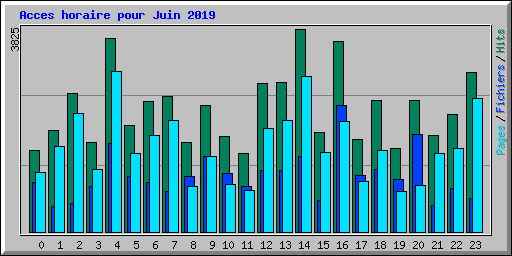 Acces horaire pour Juin 2019
3825
Pages / Fichiers / Hits
0 1 2 3 4 5 6 7 8 9 10 11 12 13 14 15 16 17 18 19 20 21 22 23